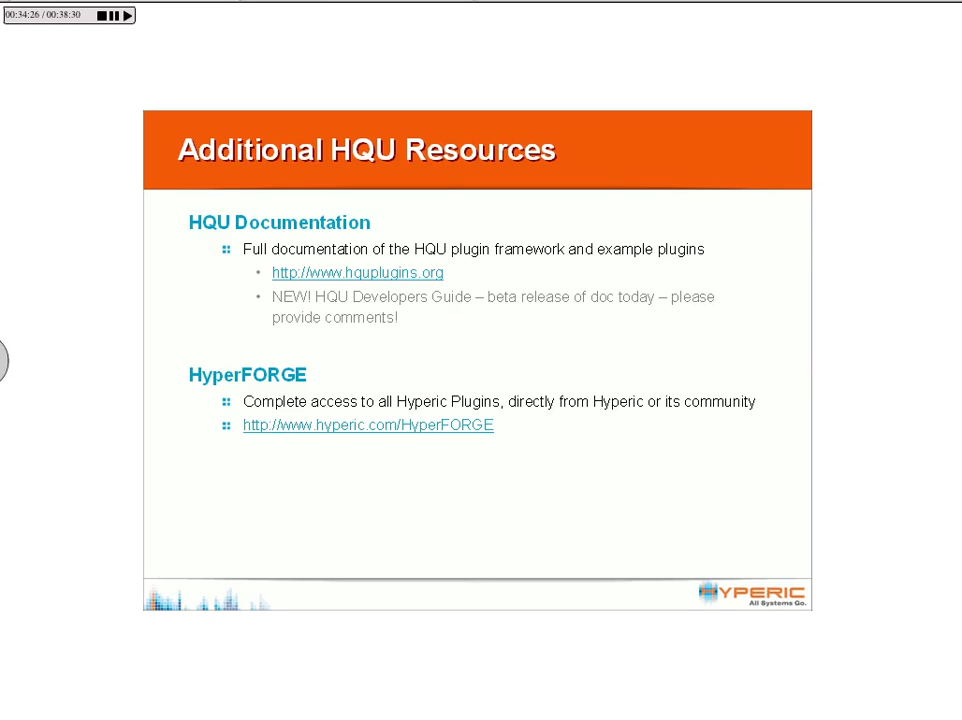 00:34:26 / 00:38:30
Additional HQU Resources
HQU Documentation
Full documentation of the HQU plugin framework and example plugins
• http://www.hquplugins.org
• NEW! HQU Developers Guide – beta release of doc today – please
provide comments!
HyperFORGE
Complete access to all Hyperic Plugins, directly from Hyperic or its community
http://www.hyperic.com/HyperFORGE
HYPERIC
All Systems Go.